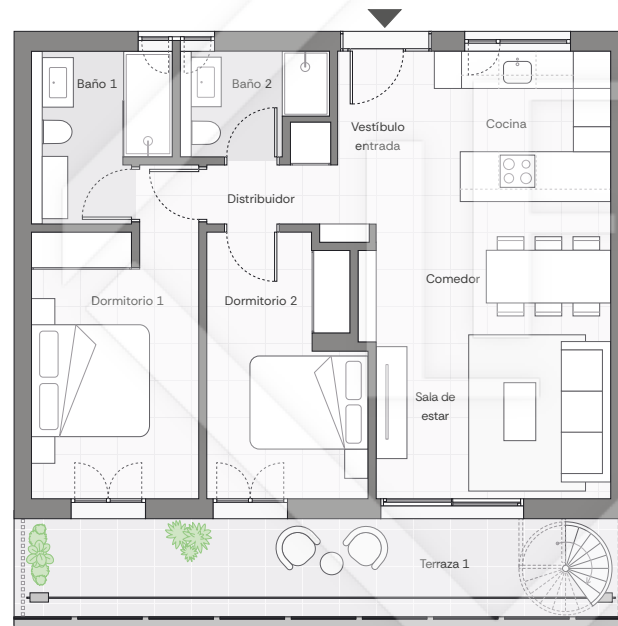 Baño 1
Baño 2
Vestíbulo
entrada
Cocina
Distribuidor
Comedor
Dormitorio 1
Dormitorio 2
Sala de
estar
Terraza 1